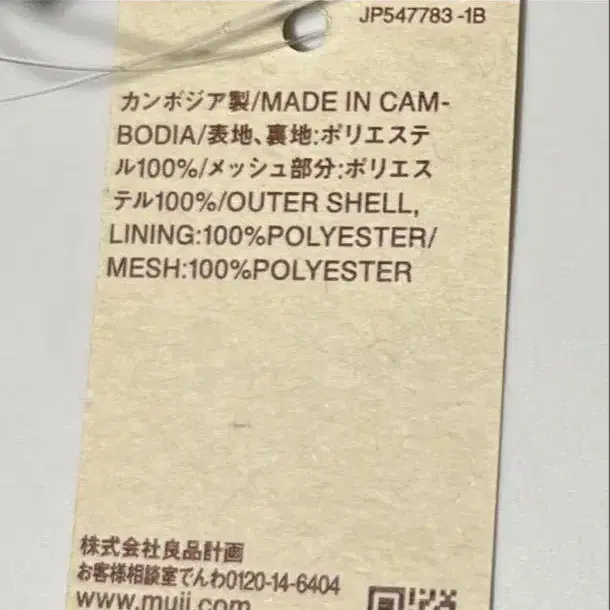 JP547783 -1B
カンボジア製/MADE IN CAM-
BODIA/表地、裏地:ポリエステ
ル100%/メッシュ部分:ポリエス
テル100%/OUTER SHELL,
LINING:100%POLYESTER/
MESH:100%POLYESTER
株式会社良品計画
お客様相談室でんわ0120-14-6404
www.muji.com